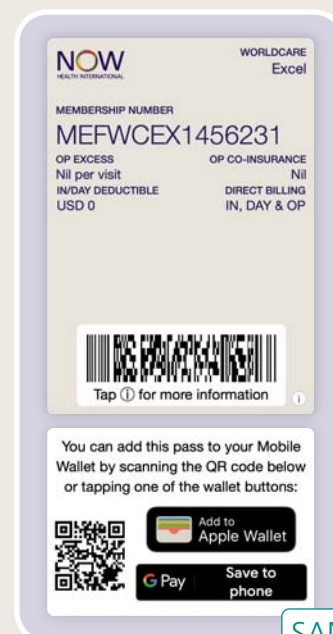 NOW
HEALTH INTERNATIONAL
WORLDCARE
Excel
MEMBERSHIP NUMBER
MEFWCEX1456231
OP EXCESS
Nil per visit
OP CO-INSURANCE
Nil
IN/DAY DEDUCTIBLE
USD 0
DIRECT BILLING
IN, DAY & OP
Tap ⓘ for more information
i
You can add this pass to your Mobile
Wallet by scanning the QR code below
or tapping one of the wallet buttons:
Add to
Apple Wallet
G Pay
Save to
phone
SAM